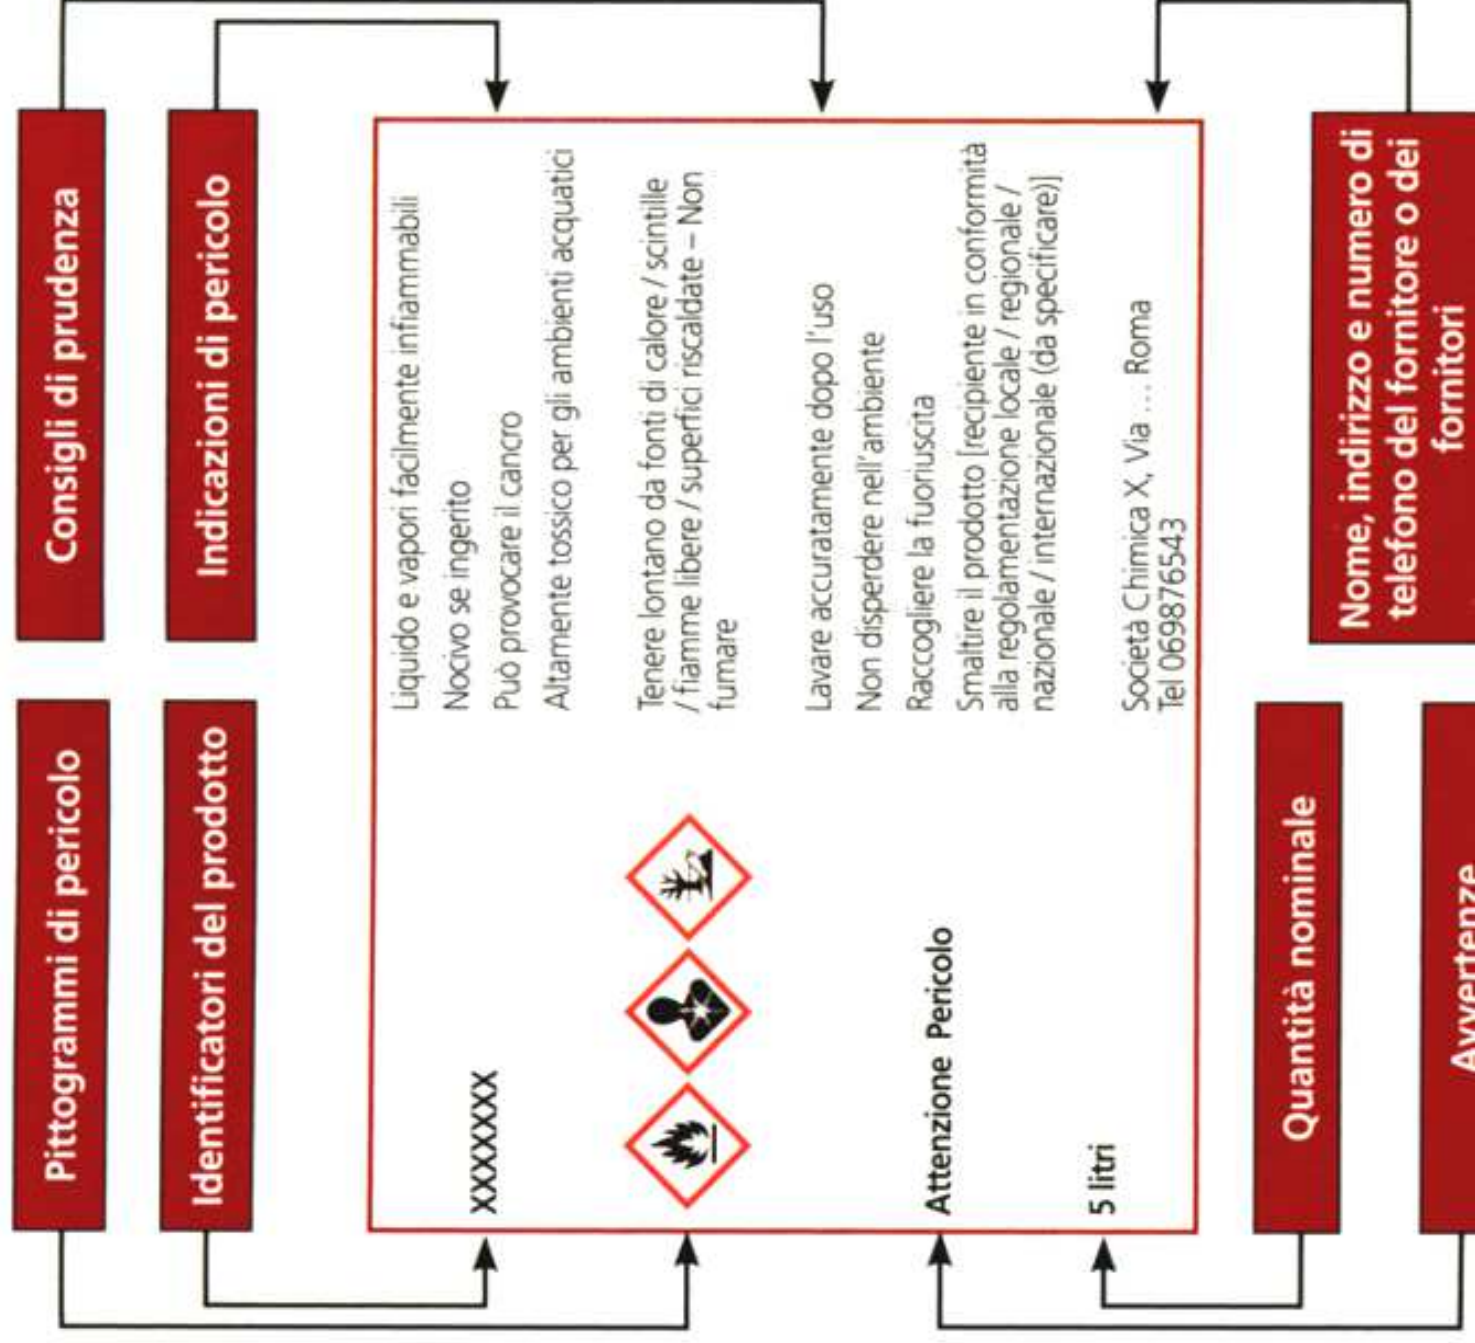 Pittogrammi di pericolo
Consigli di prudenza
Identificatori del prodotto
Indicazioni di pericolo
XXXXXXX
Attenzione Pericolo
5 litri
Liquido e vapori facilmente infiammabili
Nocivo se ingerito
Può provocare il cancro
Altamente tossico per gli ambienti acquatici
Tenere lontano da fonti di calore / scintille
/ fiamme libere / superfici riscaldate – Non
fumare
Lavare accuratamente dopo l'uso
Non disperdere nell'ambiente
Raccogliere la fuoriuscita
Smaltire il prodotto [recipiente in conformità
alla regolamentazione locale / regionale /
nazionale / internazionale (da specificare)]
Società Chimica X, Via ... Roma
Tel 069876543
Quantità nominale
Nome, indirizzo e numero di
telefono del fornitore o dei
fornitori
Avvertenze